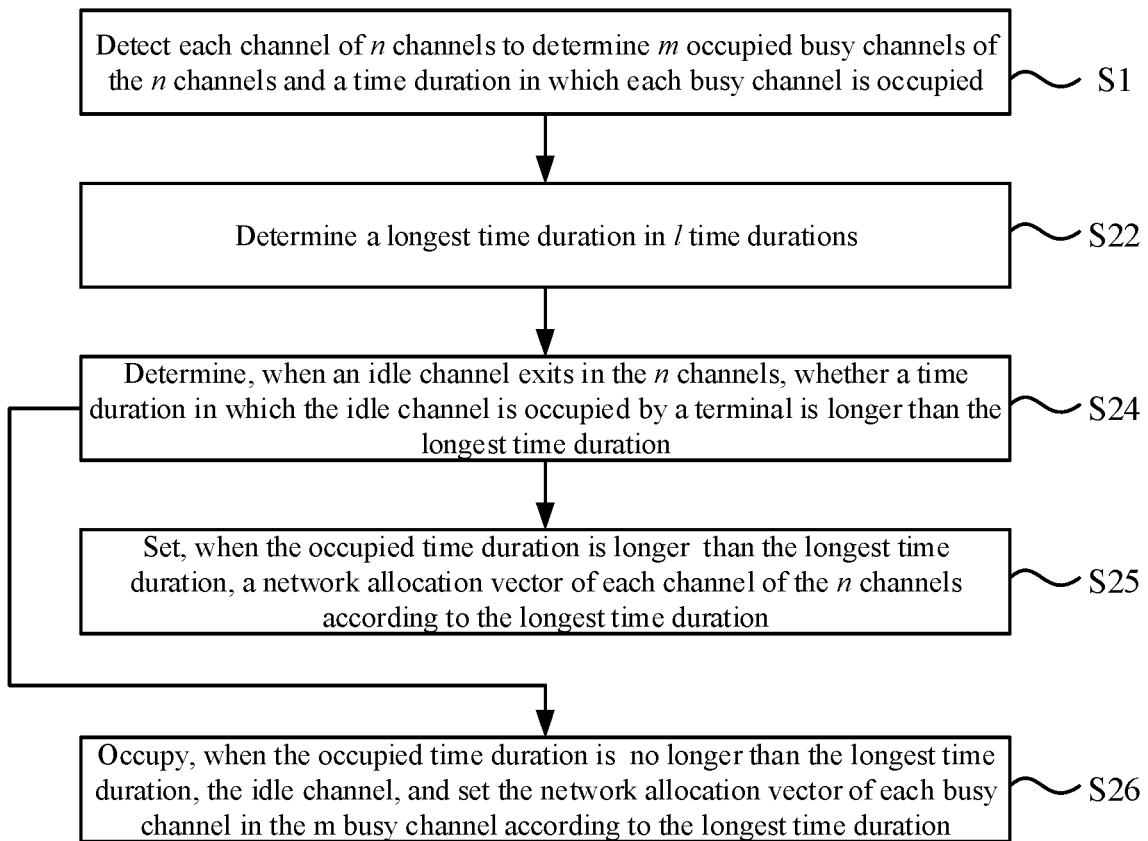 Detect each channel of n channels to determine m occupied busy channels of
the n channels and a time duration in which each busy channel is occupied
S1
Determine a longest time duration in l time durations
S22
Determine, when an idle channel exits in the n channels, whether a time
duration in which the idle channel is occupied by a terminal is longer than the
longest time duration
S24
Set, when the occupied time duration is longer than the longest time
duration, a network allocation vector of each channel of the n channels
according to the longest time duration
S25
Occupy, when the occupied time duration is no longer than the longest time
duration, the idle channel, and set the network allocation vector of each busy
channel in the m busy channel according to the longest time duration
S26